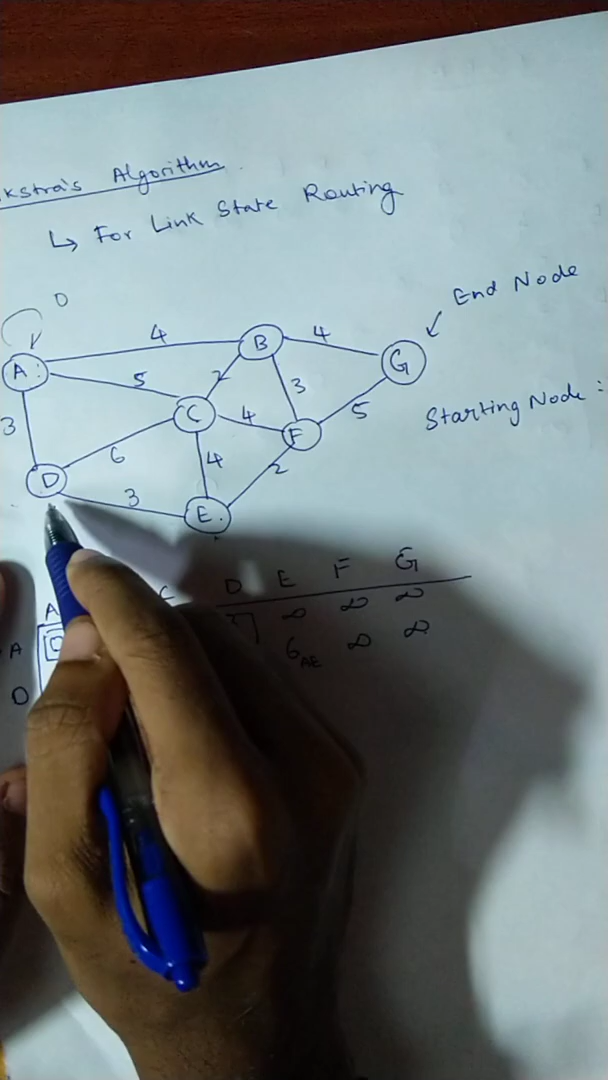 kstra's Algorithm
↳ For Link State Routing
End Node
0
A 4 B 4 G
5 2 3
3 C 4 F 5
Starting Node :
6 4 2
D 3 E
A C D E F G
A 0 3 ∞ ∞ ∞
D 6AE ∞ ∞